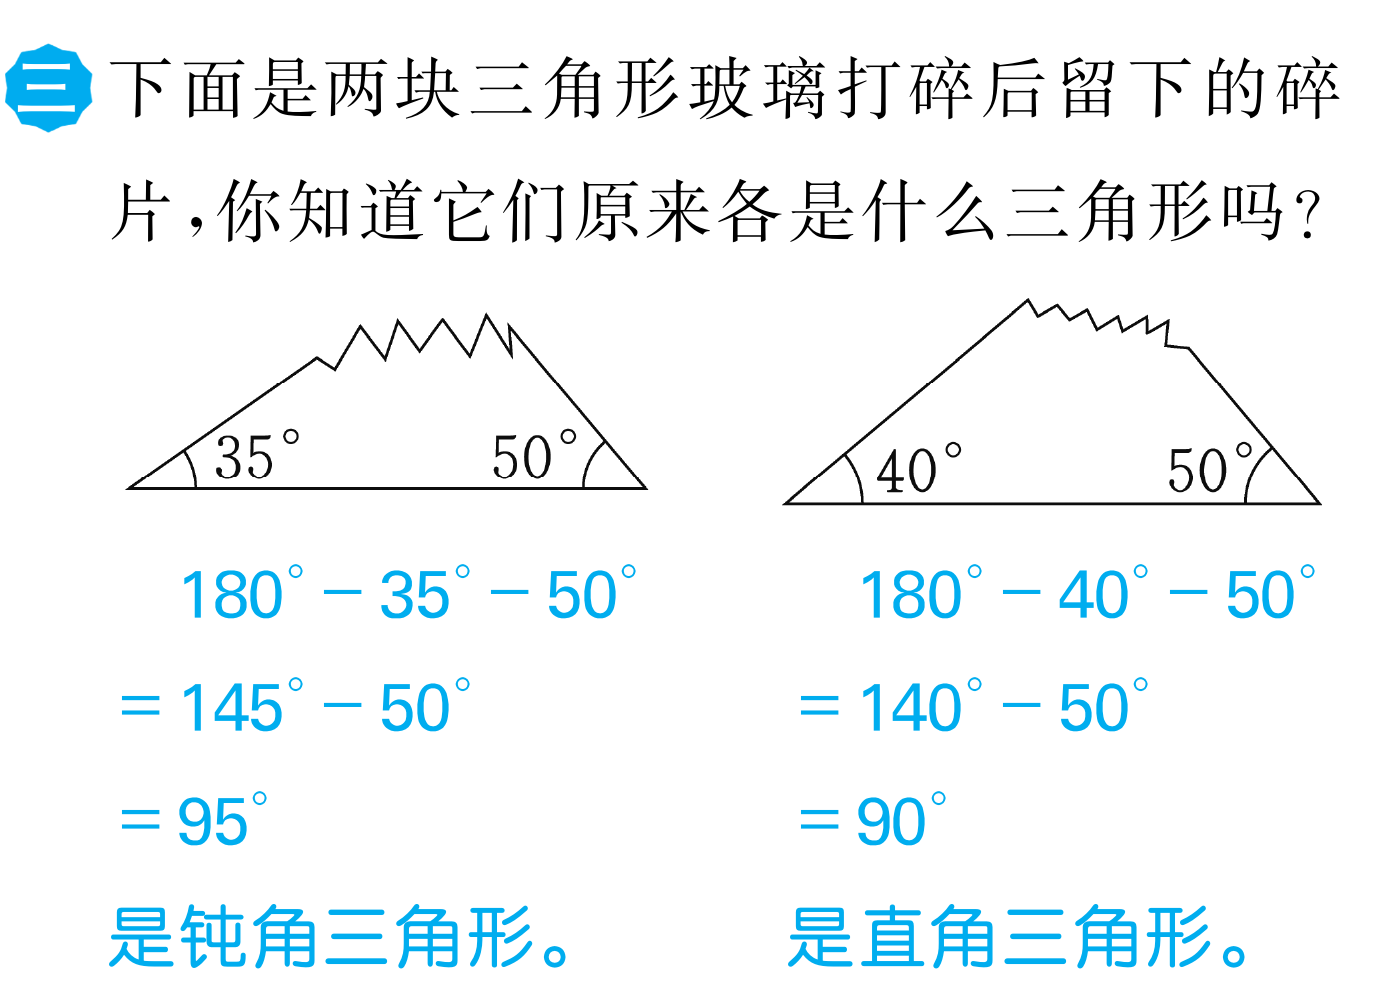 三 下面是两块三角形玻璃打碎后留下的碎
片,你知道它们原来各是什么三角形吗?
35° 50° 40° 50°
180° － 35° － 50° 180° － 40° － 50°
＝ 145° － 50° ＝ 140° － 50°
＝ 95° ＝ 90°
是钝角三角形。 是直角三角形。